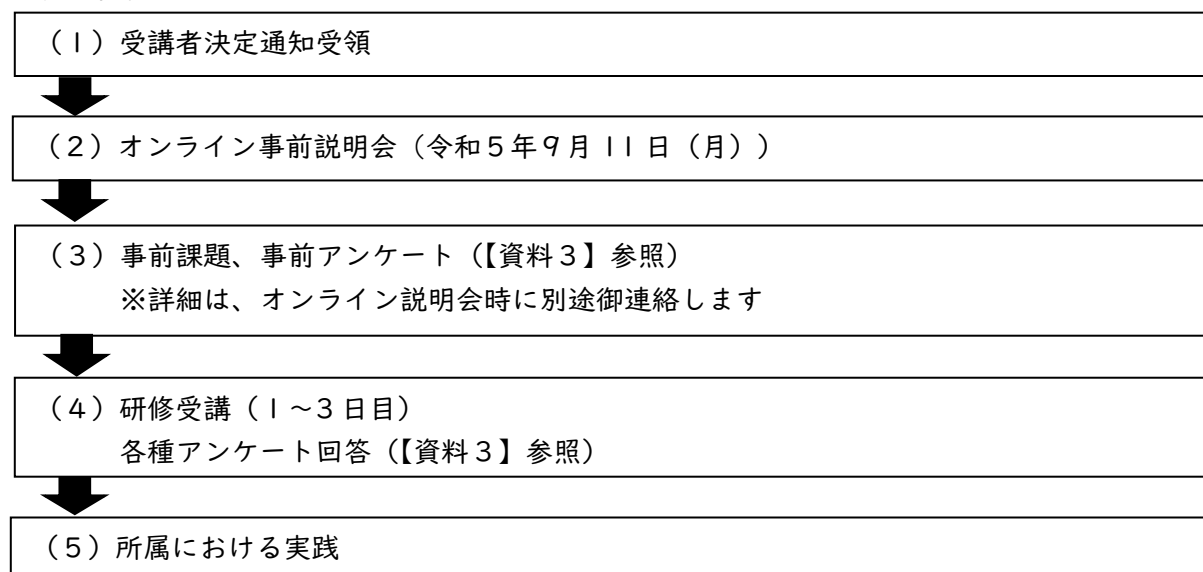 （１）受講者決定通知受領
（２）オンライン事前説明会（令和５年９月１１日（月））
（３）事前課題、事前アンケート（【資料３】参照）
※詳細は、オンライン説明会時に別途御連絡します
（４）研修受講（１～３日目）
各種アンケート回答（【資料３】参照）
（５）所属における実践